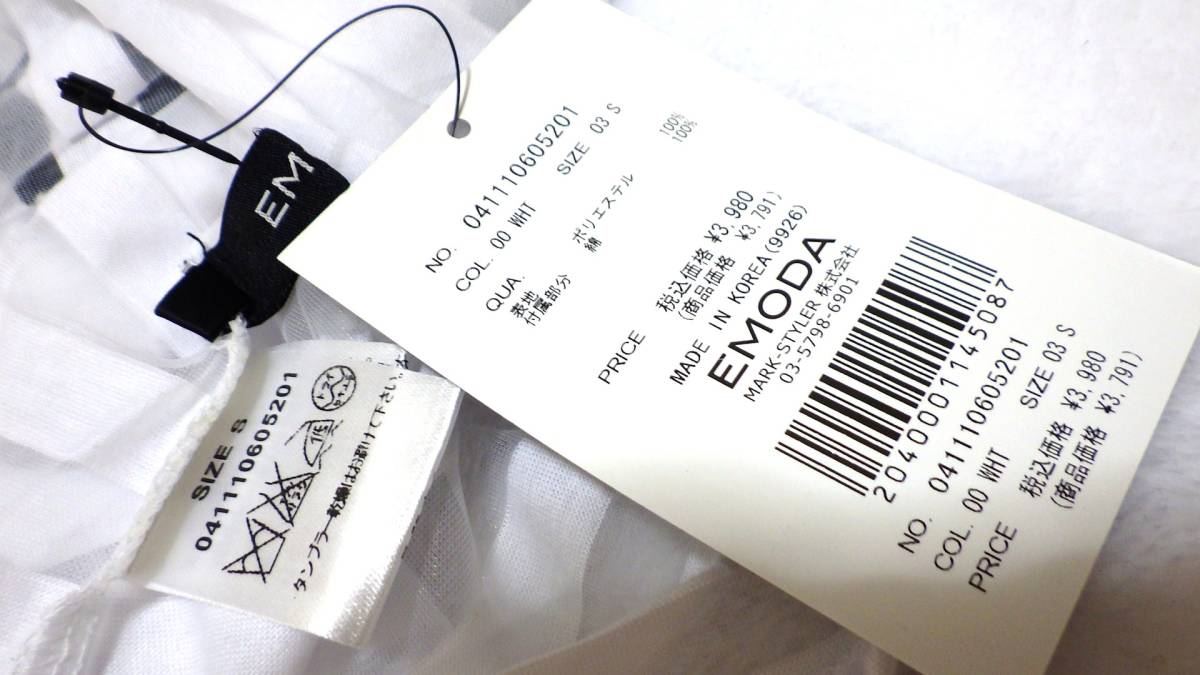 EM
NO. 041110605201
COL. 00 WHT SIZE 03 S
QUA.
表地 ポリエステル 100%
付属部分 綿 100%
PRICE 税込価格 ¥3,980
(商品価格 ¥3,791)
MADE IN KOREA(9926)
EMODA
MARK-STYLER 株式会社
03-5798-6901
2040001145087
NO. 041110605201
COL. 00 WHT SIZE 03 S
PRICE 税込価格 ¥3,980
(商品価格 ¥3,791)
SIZE S
041110605201
タンブラー乾燥はお避けて下さい。